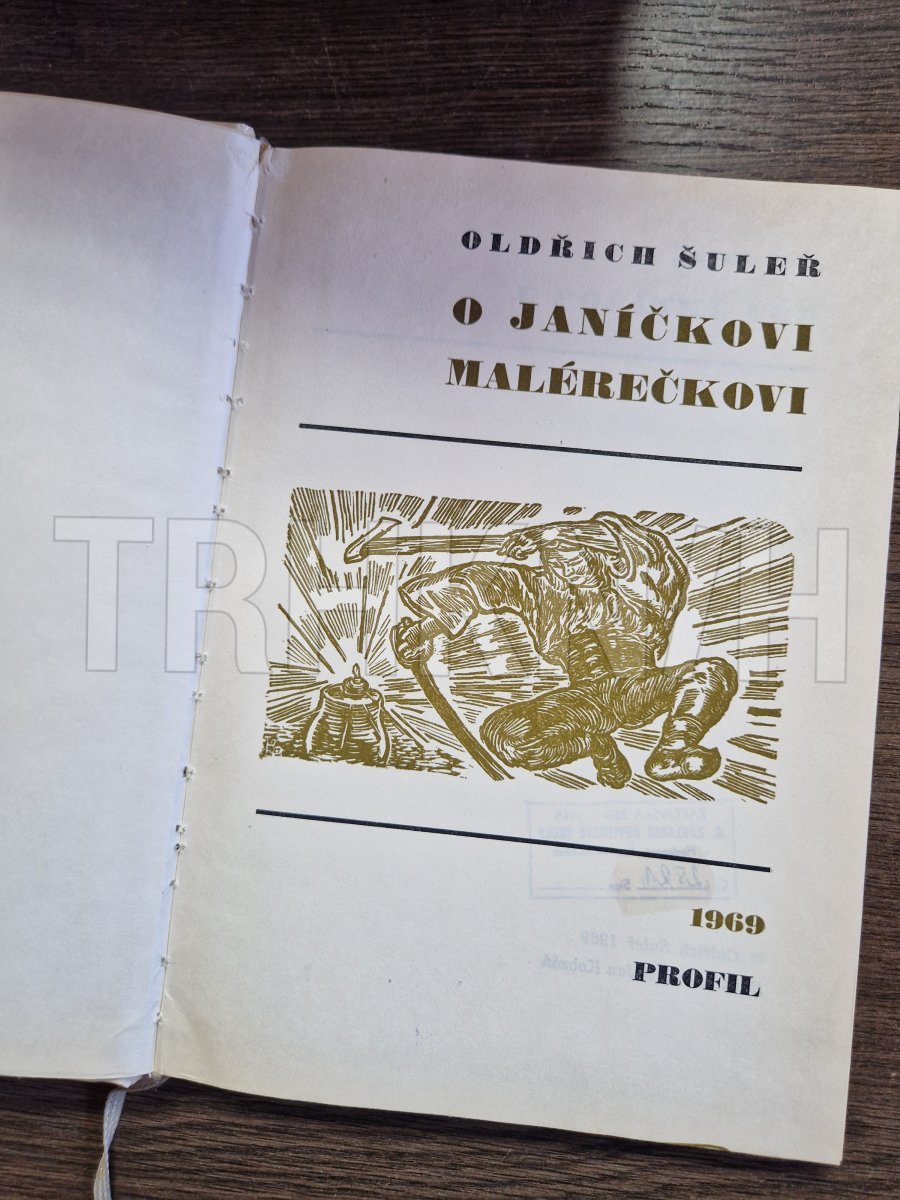 OLDŘICH ŠULEŘ
O JANÍČKOVI
MALÉREČKOVI
1969
PROFIL